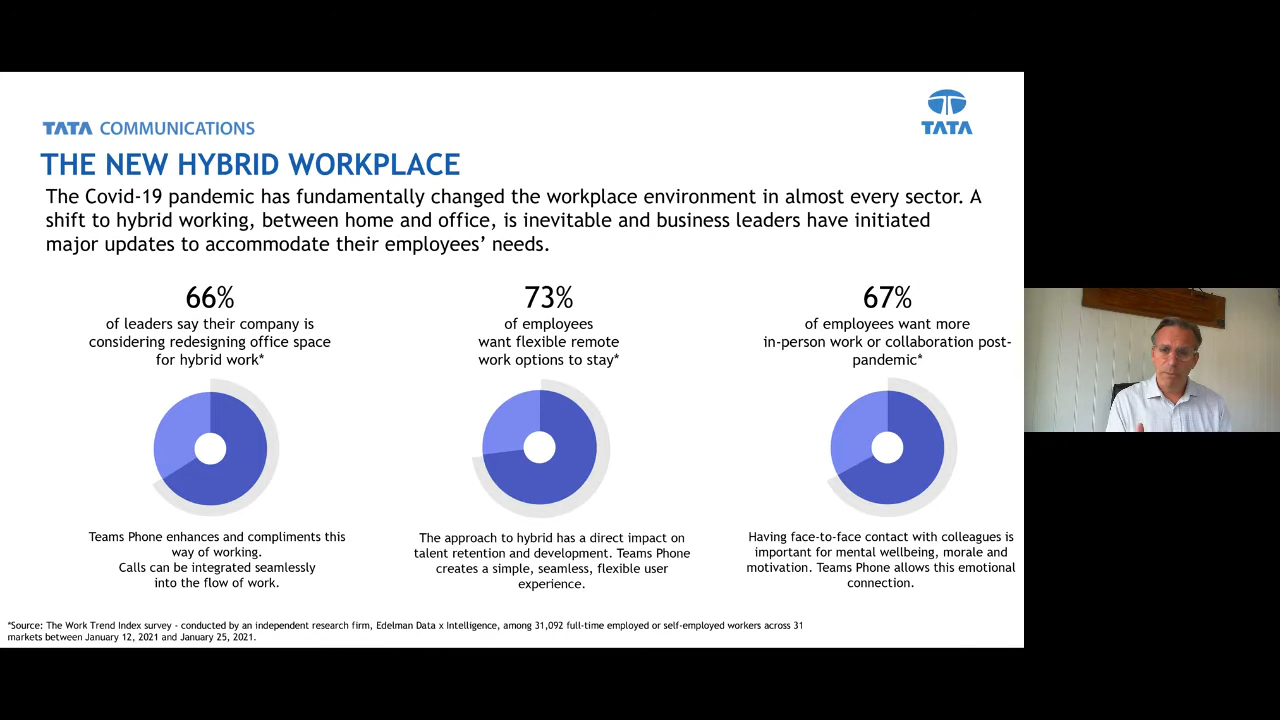 TATA COMMUNICATIONS
TATA
THE NEW HYBRID WORKPLACE
The Covid-19 pandemic has fundamentally changed the workplace environment in almost every sector. A
shift to hybrid working, between home and office, is inevitable and business leaders have initiated
major updates to accommodate their employees’ needs.
66%
of leaders say their company is
considering redesigning office space
for hybrid work*
Teams Phone enhances and compliments this
way of working.
Calls can be integrated seamlessly
into the flow of work.
73%
of employees
want flexible remote
work options to stay*
The approach to hybrid has a direct impact on
talent retention and development. Teams Phone
creates a simple, seamless, flexible user
experience.
67%
of employees want more
in-person work or collaboration post-
pandemic*
Having face-to-face contact with colleagues is
important for mental wellbeing, morale and
motivation. Teams Phone allows this emotional
connection.
*Source: The Work Trend Index survey - conducted by an independent research firm, Edelman Data x Intelligence, among 31,092 full-time employed or self-employed workers across 31
markets between January 12, 2021 and January 25, 2021.